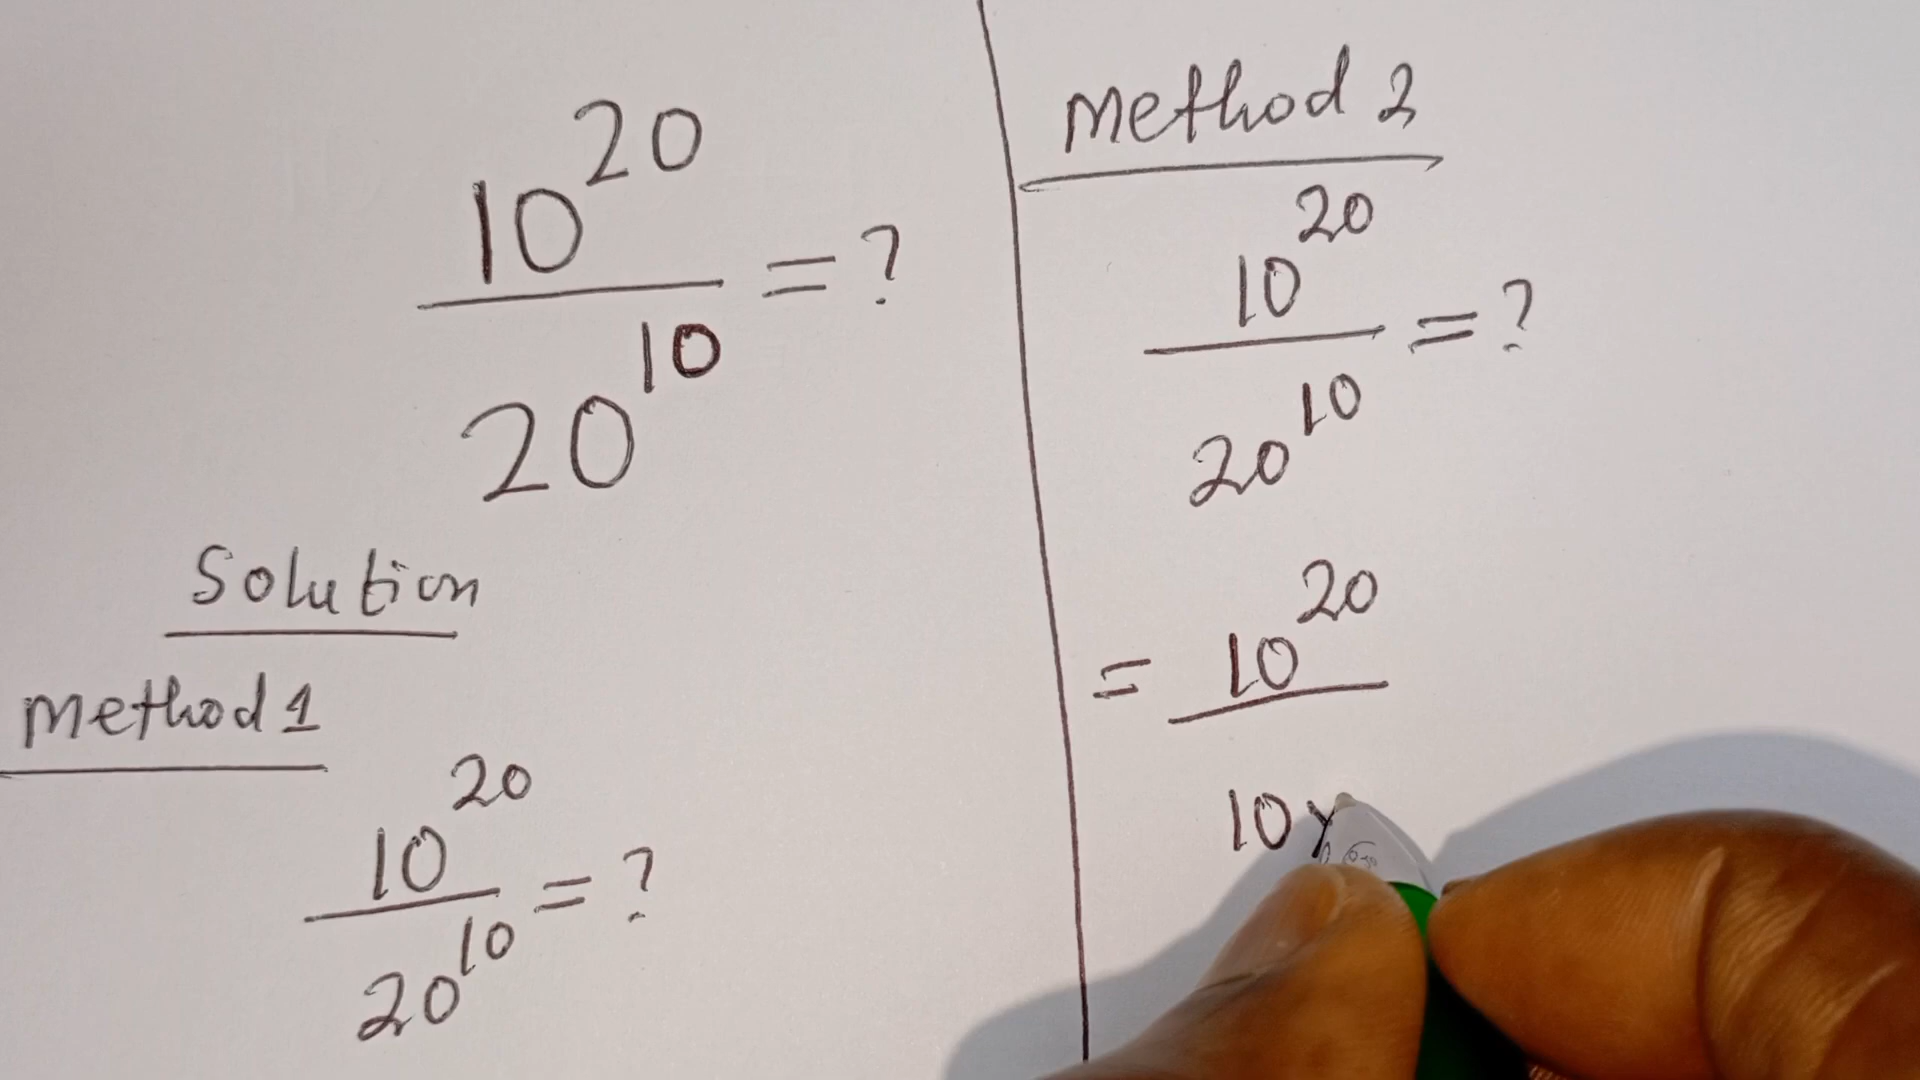 10^20
20^10 = ?
Solution
Method 1
10^20
20^10 = ?
Method 2
10^20
20^10 = ?
= 10^20
10 ×